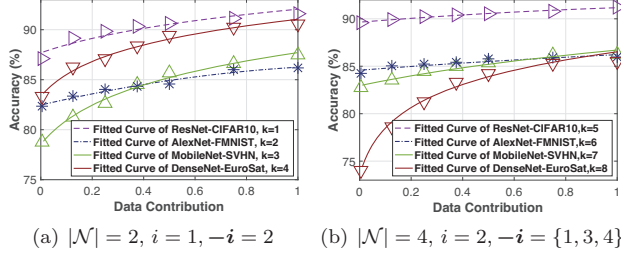 Accuracy (%)
90
85
80
0
0.2
0.4
0.6
0.8
1
Fitted Curve of ResNet-CIFAR10, k=1
Fitted Curve of AlexNet-FMNIST, k=2
Fitted Curve of MobileNet-SVHN, k=3
Fitted Curve of DenseNet-EuroSat, k=4
Data Contribution
(a) |𝒩| = 2, i = 1, -i = 2
Accuracy (%)
90
85
80
75
0
0.2
0.4
0.6
0.8
1
Fitted Curve of ResNet-CIFAR10,k=5
Fitted Curve of AlexNet-FMNIST, k=6
Fitted Curve of MobileNet-SVHN, k=7
Fitted Curve of DenseNet-EuroSat,k=8
Data Contribution
(b) |𝒩| = 4, i = 2, -i = {1, 3, 4}